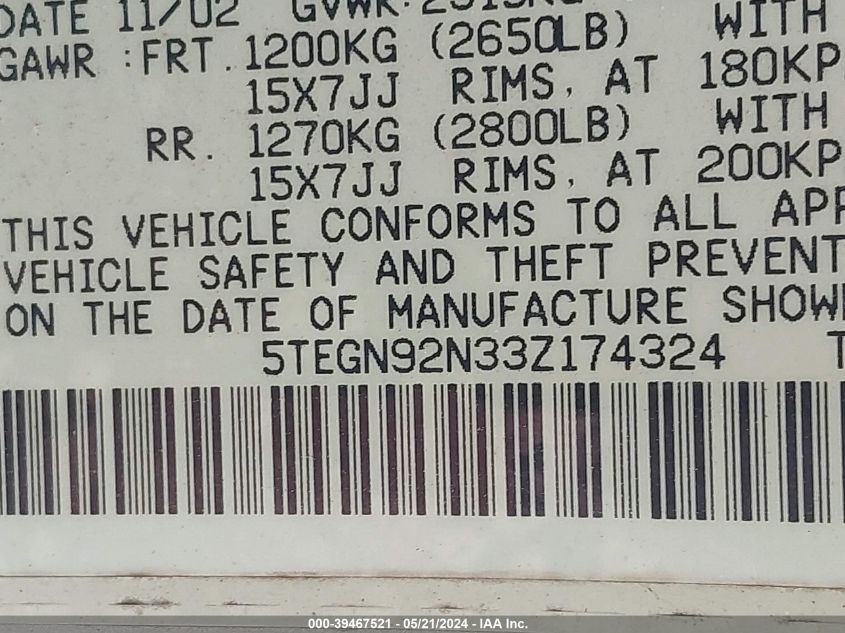 DATE 11/02 GVWR
GAWR : FRT. 1200KG (2650LB) WITH
15X7JJ RIMS, AT 180KP
RR. 1270KG (2800LB) WITH
15X7JJ RIMS, AT 200KP
THIS VEHICLE CONFORMS TO ALL APP
VEHICLE SAFETY AND THEFT PREVENT
ON THE DATE OF MANUFACTURE SHOW
5TEGN92N33Z174324 T
000-39467521 - 05/21/2024 - IAA Inc.